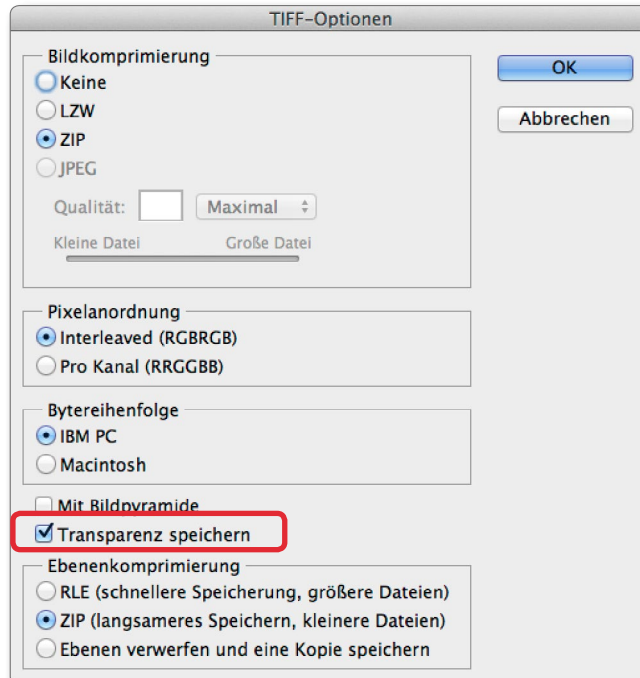 TIFF-Optionen
Bildkomprimierung
Keine
LZW
ZIP
JPEG
Qualität: Maximal
Kleine Datei Große Datei
OK
Abbrechen
Pixelanordnung
Interleaved (RGBRGB)
Pro Kanal (RRGGBB)
Bytereihenfolge
IBM PC
Macintosh
Mit Bildpyramide
Transparenz speichern
Ebenenkomprimierung
RLE (schnellere Speicherung, größere Dateien)
ZIP (langsameres Speichern, kleinere Dateien)
Ebenen verwerfen und eine Kopie speichern